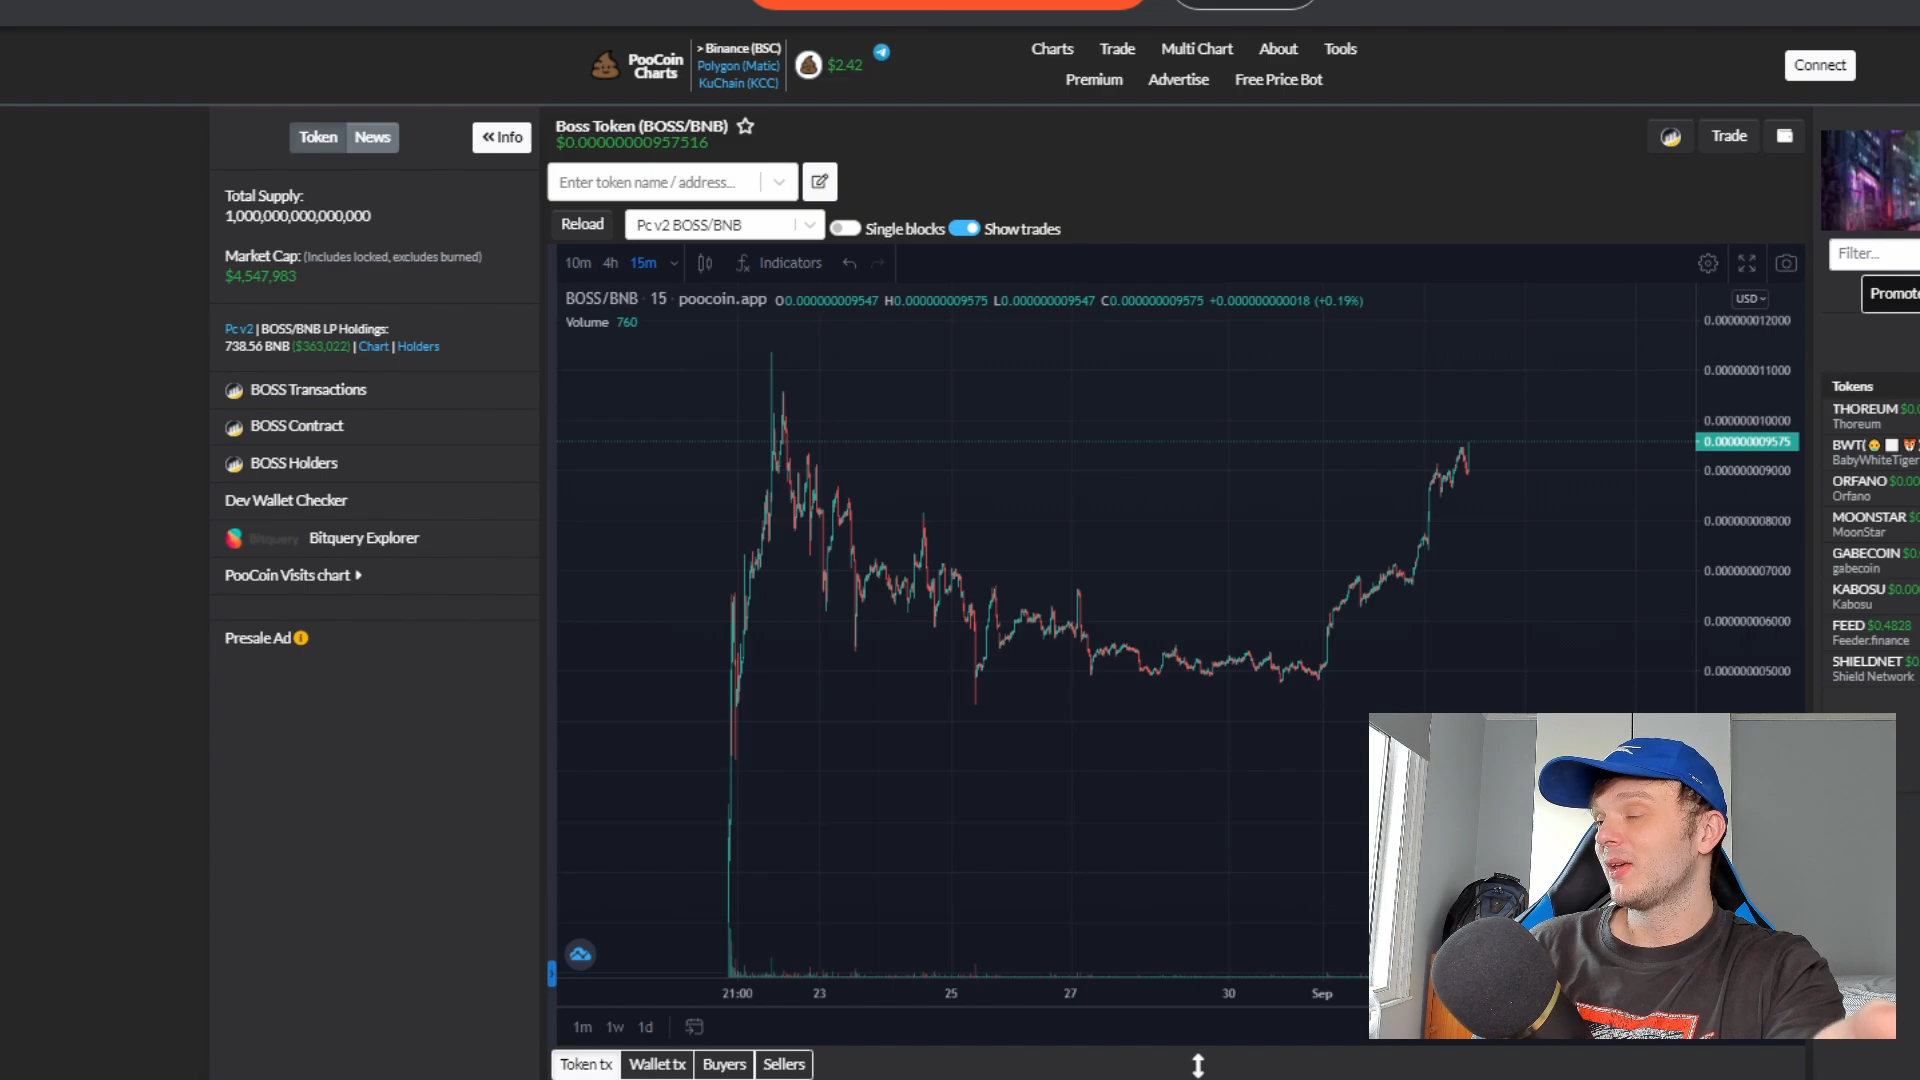 PooCoin
Charts
> Binance (BSC)
Polygon (Matic)
KuChain (KCC)
$2.42
Charts Trade Multi Chart About Tools
Premium Advertise Free Price Bot
Connect
Token News
« Info
Total Supply:
1,000,000,000,000,000
Market Cap: (Includes locked, excludes burned)
$4,547,983
Pc v2 | BOSS/BNB LP Holdings:
738.56 BNB ($363,022) | Chart | Holders
BOSS Transactions
BOSS Contract
BOSS Holders
Dev Wallet Checker
Bitquery Bitquery Explorer
PooCoin Visits chart
Presale Ad
Boss Token (BOSS/BNB)
$0.00000000957516
Enter token name / address...
Trade
Reload
Pc v2 BOSS/BNB
Single blocks
Show trades
10m 4h 15m
Indicators
BOSS/BNB · 15 · poocoin.app O0.000000009547 H0.000000009575 L0.000000009547 C0.000000009575 +0.000000000018 (+0.19%)
Volume 760
USD
0.000000012000
0.000000011000
0.000000010000
0.000000009575
0.000000009000
0.000000008000
0.000000007000
0.000000006000
0.000000005000
21:00 23 25 27 30 Sep
1m 1w 1d
Token tx Wallet tx Buyers Sellers
Filter...
Tokens
THOREUM
Thoreum
BWT(
BabyWhiteTiger
ORFANO
Orfano
MOONSTAR
MoonStar
GABECOIN
gabecoin
KABOSU
Kabosu
FEED $0.4828
Feeder.finance
SHIELDNET
Shield Network